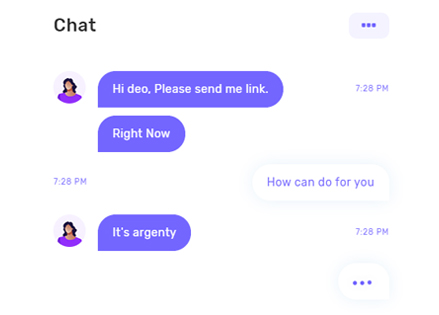 Chat
Hi deo, Please send me link.
7:28 PM
Right Now
7:28 PM
How can do for you
It's argenty
7:28 PM